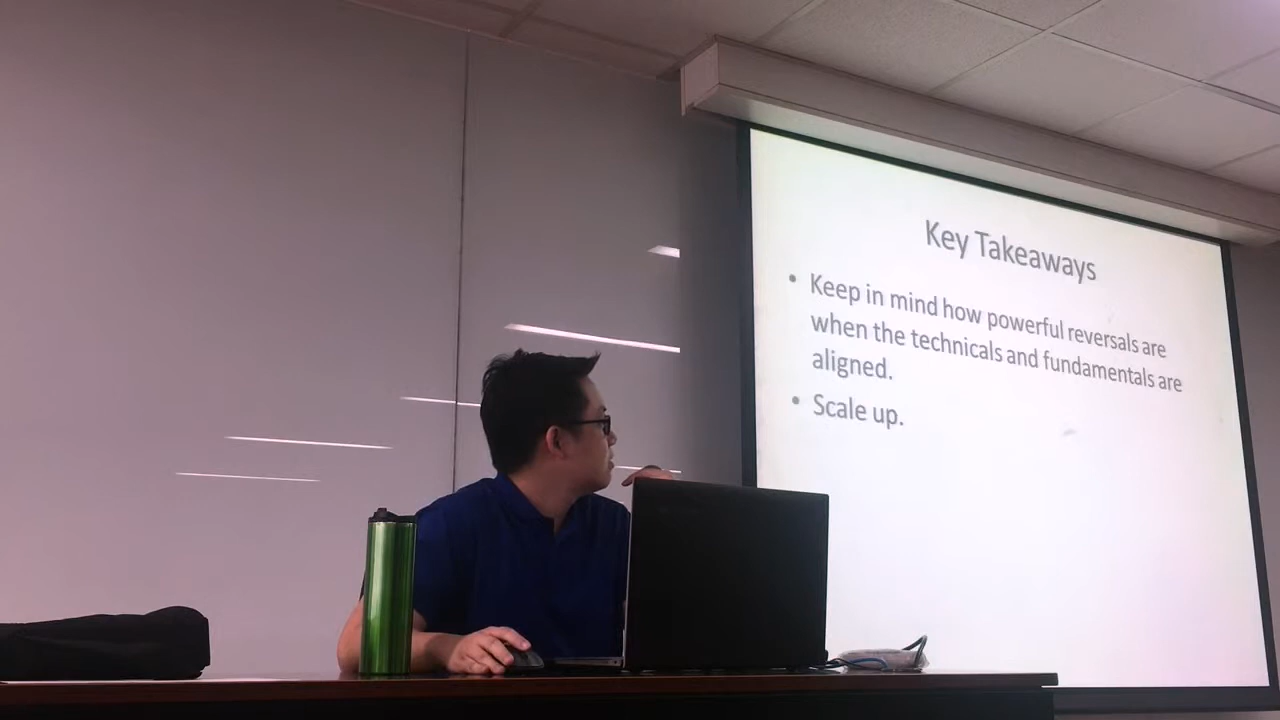 Key Takeaways
• Keep in mind how powerful reversals are
when the technicals and fundamentals are
aligned.
• Scale up.